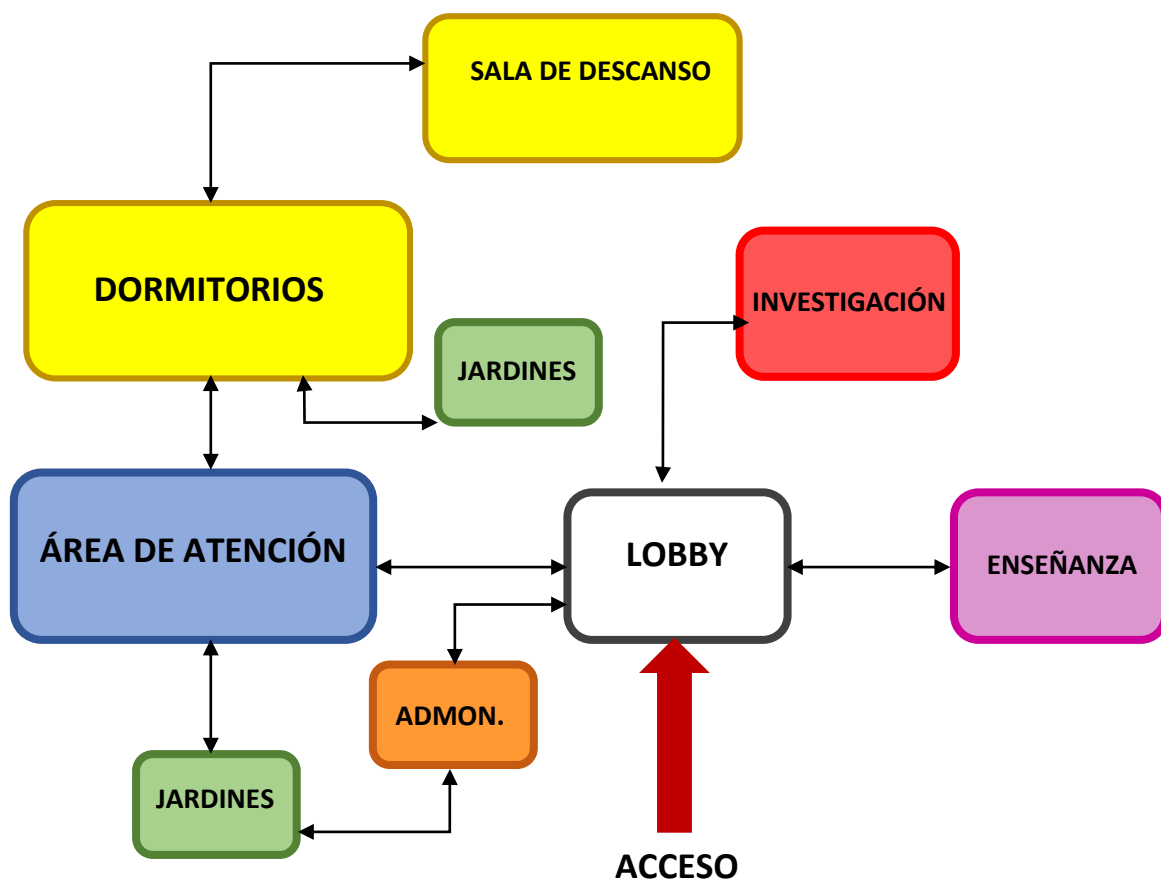 SALA DE DESCANSO
DORMITORIOS
INVESTIGACIÓN
JARDINES
ÁREA DE ATENCIÓN
LOBBY
ENSEÑANZA
ADMON.
JARDINES
ACCESO